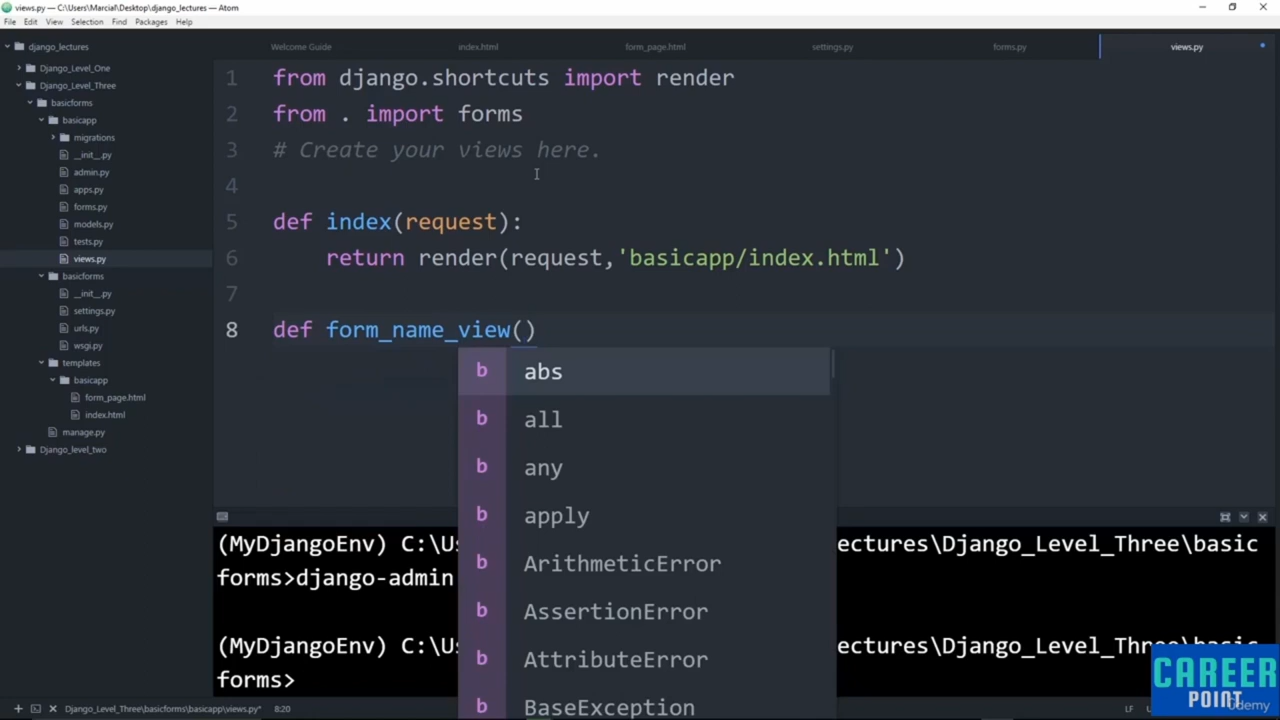 views.py — C:\Users\Marcial\Desktop\django_lectures — Atom
File Edit View Selection Find Packages Help
django_lectures
Django_Level_One
Django_Level_Three
basicforms
basicapp
migrations
__init__.py
admin.py
apps.py
forms.py
models.py
tests.py
views.py
basicforms
__init__.py
settings.py
urls.py
wsgi.py
templates
basicapp
form_page.html
index.html
manage.py
Django_level_two
Welcome Guide index.html form_page.html settings.py forms.py views.py
1 from django.shortcuts import render
2 from . import forms
3 # Create your views here.
4
5 def index(request):
6 return render(request,'basicapp/index.html')
7
8 def form_name_view()
b abs
b all
b any
b apply
b ArithmeticError
b AssertionError
b AttributeError
b BaseException
(MyDjangoEnv) C:\Us ectures\Django_Level_Three\basic
forms>django-admin
(MyDjangoEnv) C:\Us ectures\Django_Level_Three\basic
forms>
Django_Level_Three\basicforms\basicapp\views.py* 8:20 LF
CAREER
POINT
Udemy